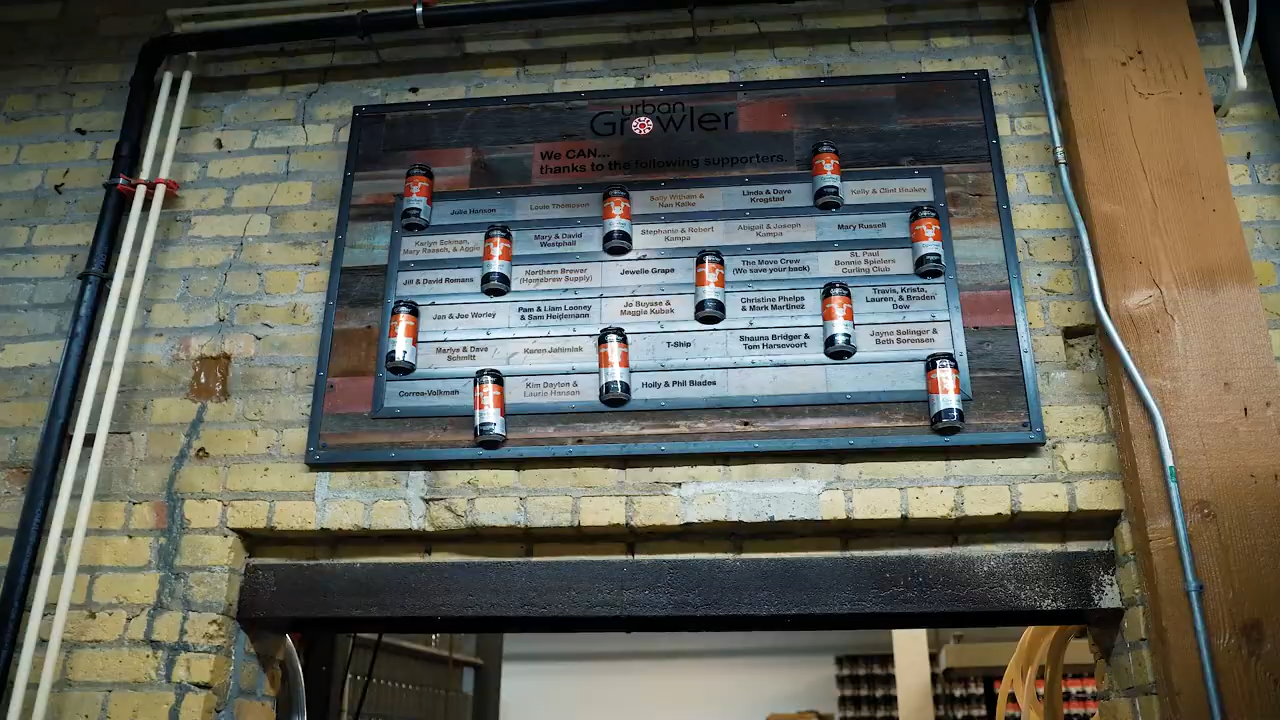 urban
Growler
We CAN...
thanks to the following supporters.
Julie Hanson
Louie Thompson
Sally Witham &
Nan Kalke
Linda & Dave
Krogstad
Kelly & Clint Boakey
Karlyn Eckman,
Mary Raasch, & Aggie
Mary & David
Westphall
Stephanie & Robert
Kampa
Abigail & Joseph
Kampa
Mary Russell
Jill & David Romans
Northern Brewer
(Homebrew Supply)
Jewelie Grape
The Move Crew
(We save your back)
St. Paul
Bonnie Spielers
Curling Club
Jan & Joe Worley
Pam & Liam Looney
& Sam Heidemann
Jo Buysse &
Maggie Kubak
Christine Phelps
& Mark Martinez
Travis, Krista,
Lauren, & Braden
Dow
Marlys & Dave
Schmitt
Karen Jahimiak
T-Ship
Shauna Bridger &
Tom Harsevoort
Jayne Solinger &
Beth Sorensen
Correa-Volkman
Kim Dayton &
Laurie Hanson
Holly & Phil Blades